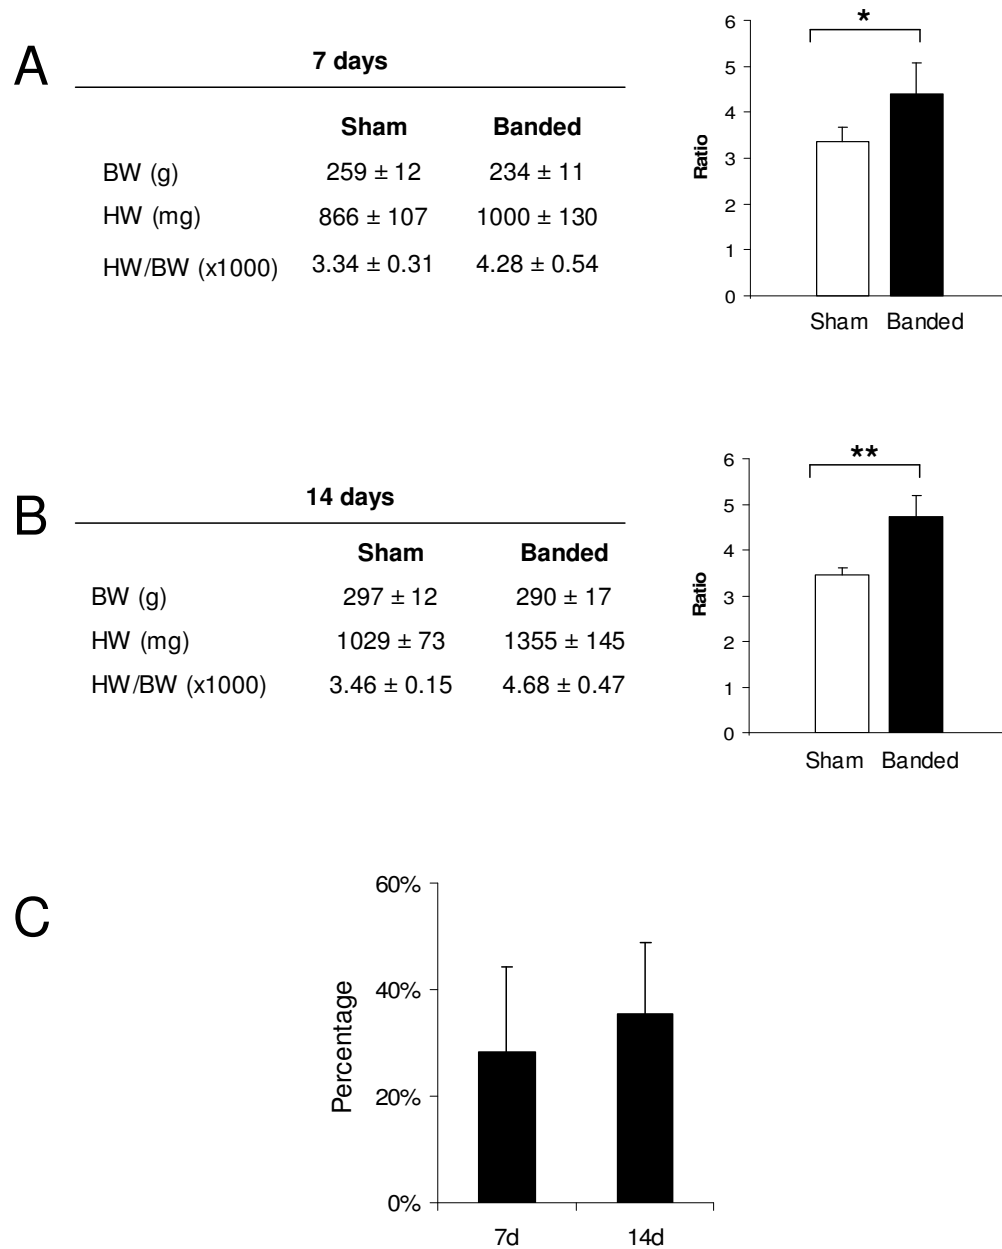 A
7 days
Sham Banded
BW (g) 259 ± 12 234 ± 11
HW (mg) 866 ± 107 1000 ± 130
HW/BW (x1000) 3.34 ± 0.31 4.28 ± 0.54
*
6
5
4
3
2
1
0
Ratio
Sham Banded
B
14 days
Sham Banded
BW (g) 297 ± 12 290 ± 17
HW (mg) 1029 ± 73 1355 ± 145
HW/BW (x1000) 3.46 ± 0.15 4.68 ± 0.47
**
6
5
4
3
2
1
0
Ratio
Sham Banded
C
60%
40%
20%
0%
Percentage
7d 14d